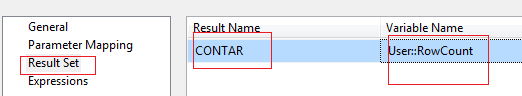 General
Parameter Mapping
Result Set
Expressions
Result Name Variable Name
CONTAR User::RowCount